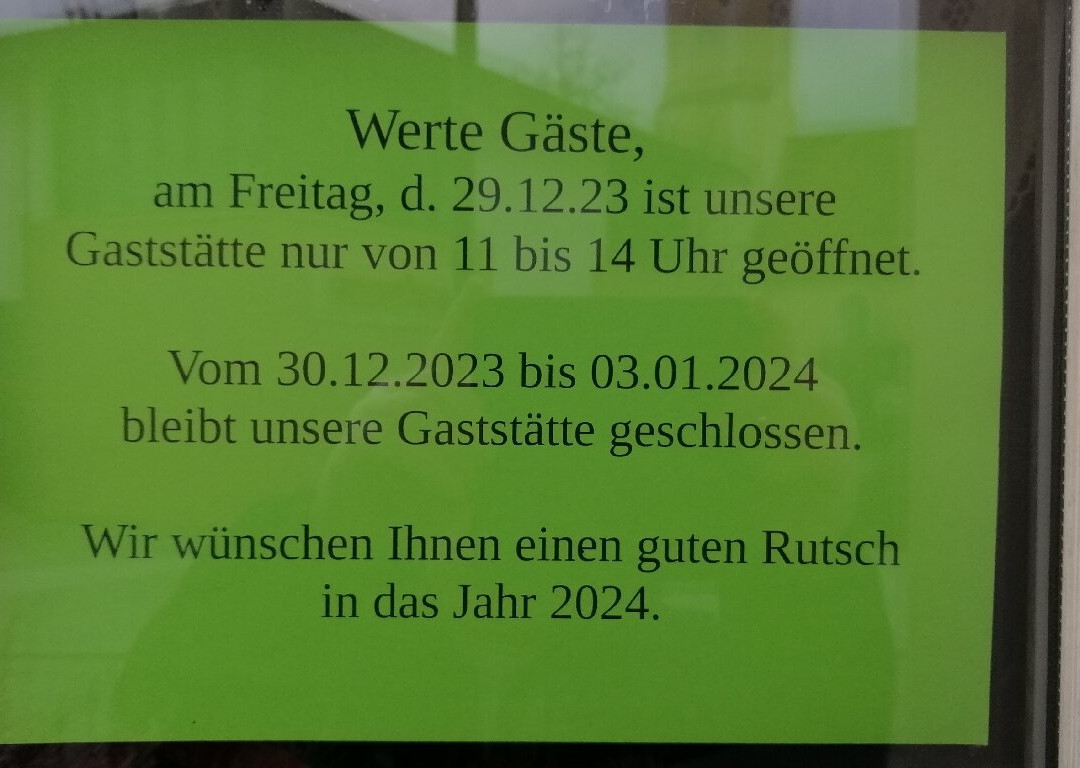 Werte Gäste,
am Freitag, d. 29.12.23 ist unsere
Gaststätte nur von 11 bis 14 Uhr geöffnet.
Vom 30.12.2023 bis 03.01.2024
bleibt unsere Gaststätte geschlossen.
Wir wünschen Ihnen einen guten Rutsch
in das Jahr 2024.